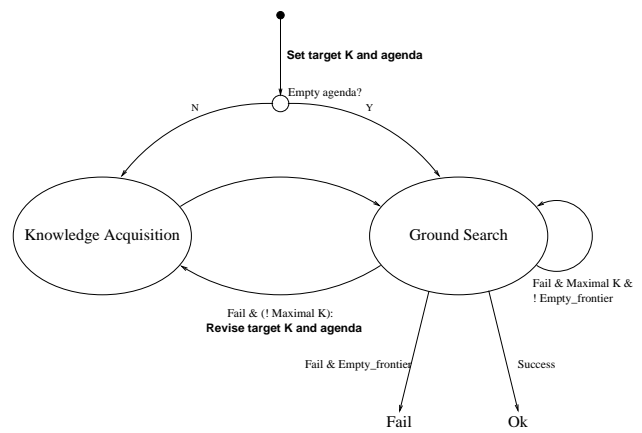 Set target K and agenda
Empty agenda?
N
Y
Knowledge Acquisition
Ground Search
Fail & Maximal K &
! Empty_frontier
Fail & (! Maximal K):
Revise target K and agenda
Fail & Empty_frontier
Success
Fail
Ok